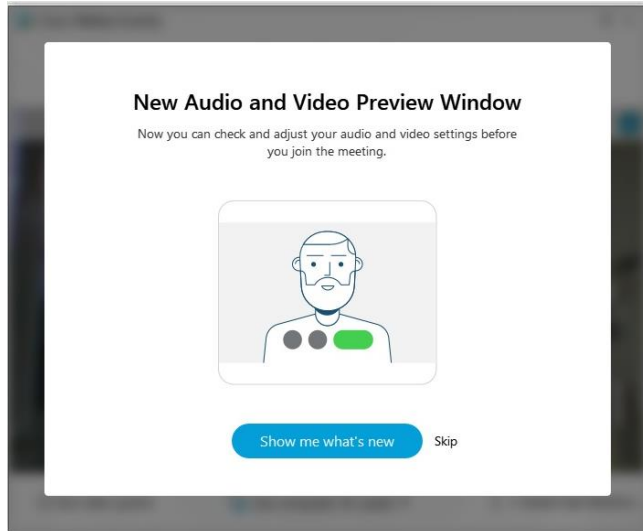 New Audio and Video Preview Window
Now you can check and adjust your audio and video settings before
you join the meeting.
Show me what's new
Skip